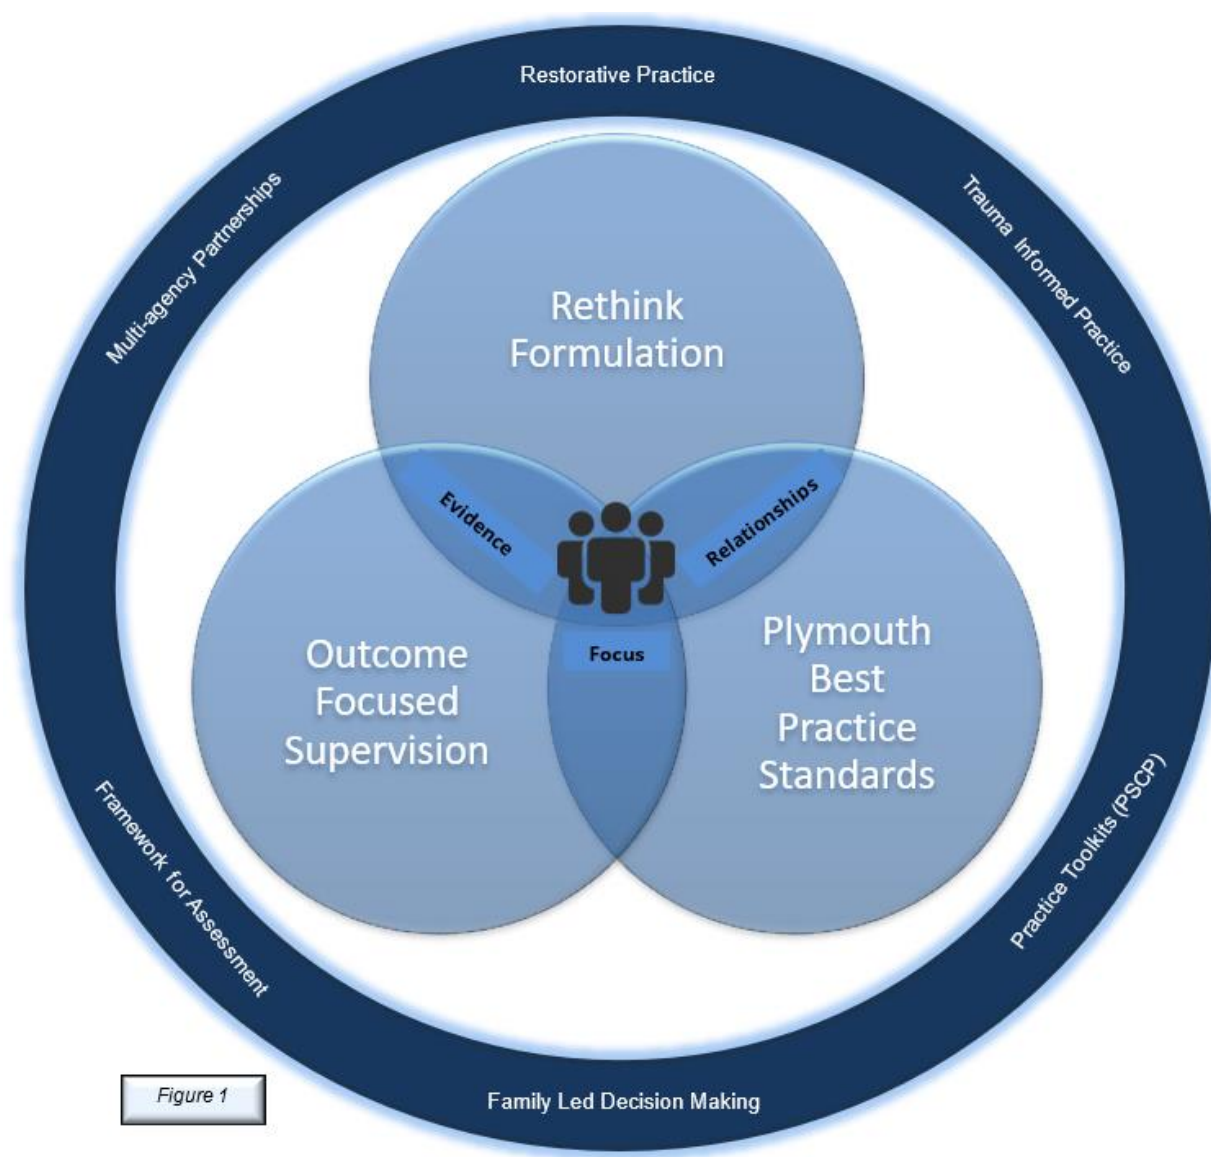 Restorative Practice
Multi-agency Partnerships
Trauma Informed Practice
Rethink
Formulation
Evidence
Relationships
Focus
Outcome
Focused
Supervision
Plymouth
Best
Practice
Standards
Framework for Assessment
Practice Toolkits (PSCP)
Family Led Decision Making
Figure 1